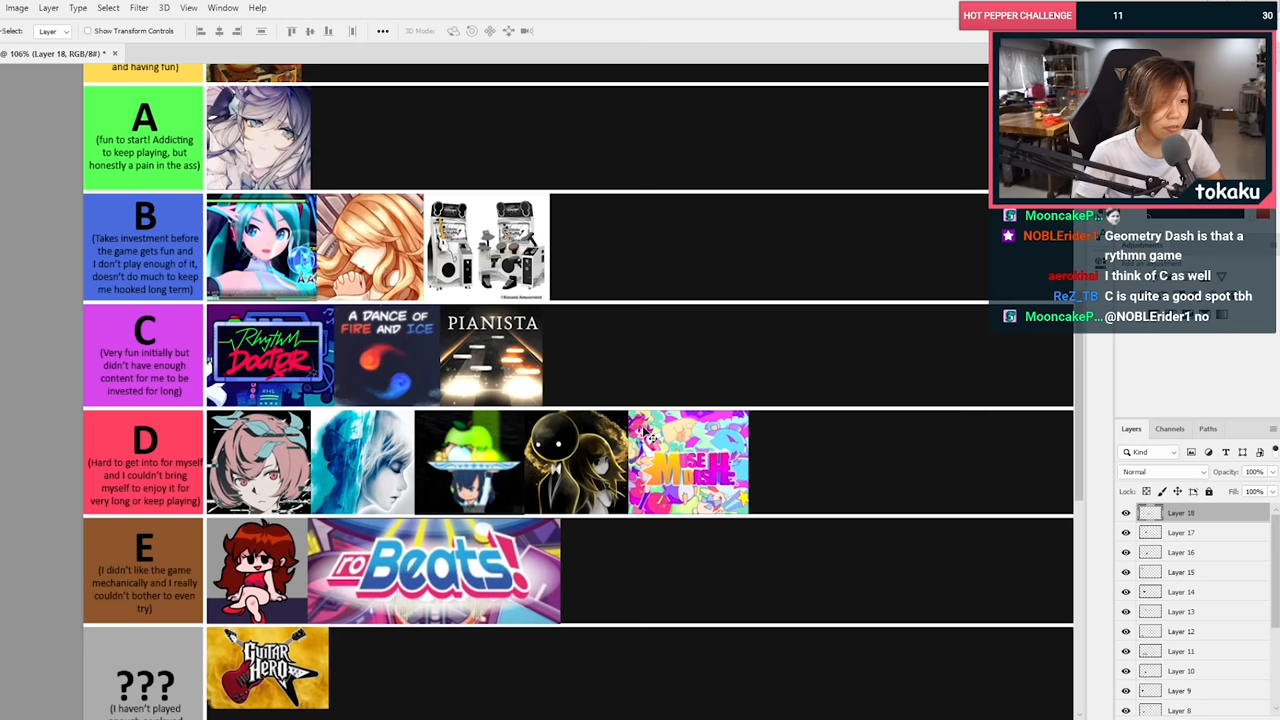 Image Layer Type Select Filter 3D View Window Help
HOT PEPPER CHALLENGE 11 30
Select: Layer Show Transform Controls 3D Mode:
@ 106% (Layer 18, RGB/8#) *
and having fun)
A
(fun to start! Addicting
to keep playing, but
honestly a pain in the ass)
tokaku
B
(Takes investment before
the game gets fun and
I don't play enough of it,
doesn't do much to keep
me hooked long term)
MooncakeP...
NOBLErider1 Geometry Dash is that a
rythmn game
aerokhai I think of C as well
ReZ_TB C is quite a good spot tbh
MooncakeP... @NOBLErider1 no
C
(Very fun initially but
didn't have enough
content for me to be
invested for long)
Rhythm
DOCTOR
A DANCE OF
FIRE AND ICE
PIANISTA
D
(Hard to get into for myself
and I couldn't bring
myself to enjoy it for
very long or keep playing)
MUSE
DASH
E
(I didn't like the game
mechanically and I really
couldn't bother to even
try)
roBeats!
???
(I haven't played
GUITAR
HERO
Layers Channels Paths
Kind
Normal Opacity: 100%
Lock: Fill: 100%
Layer 18
Layer 17
Layer 16
Layer 15
Layer 14
Layer 13
Layer 12
Layer 11
Layer 10
Layer 9
Layer 8